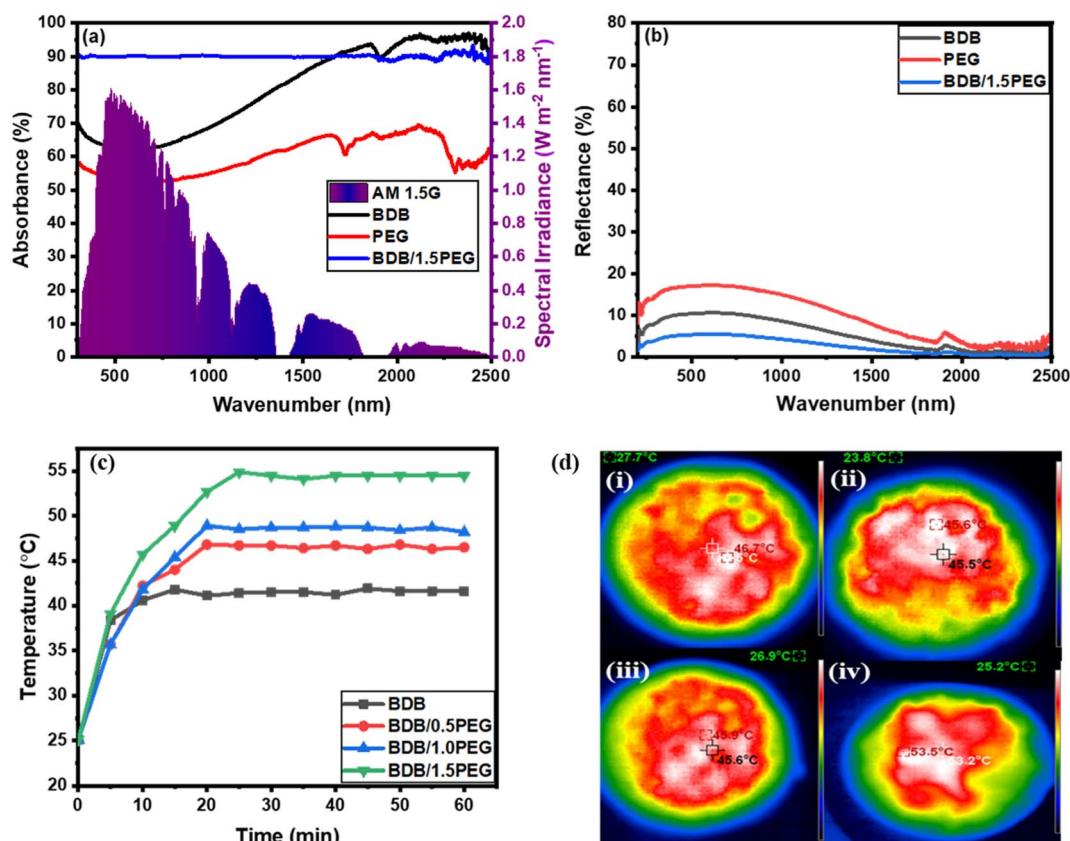 (a)
Absorbance (%)
100
90
80
70
60
50
40
30
20
10
0
2.0
1.8
1.6
1.4
1.2
1.0
0.8
0.6
0.4
0.2
0.0
Spectral Irradiance (W m-2 nm-1)
AM 1.5G
BDB
PEG
BDB/1.5PEG
500 1000 1500 2000 2500
Wavenumber (nm)
(b)
Reflectance (%)
80
70
60
50
40
30
20
10
0
BDB
PEG
BDB/1.5PEG
500 1000 1500 2000 2500
Wavenumber (nm)
(c)
Temperature (°C)
55
50
45
40
35
30
25
20
BDB
BDB/0.5PEG
BDB/1.0PEG
BDB/1.5PEG
0 10 20 30 40 50 60
Time (min)
(d)
27.7°C
(i)
46.7°C
23.8°C
(ii)
45.6°C
45.5°C
26.9°C
(iii)
45.9°C
45.6°C
25.2°C
(iv)
53.5°C
53.2°C